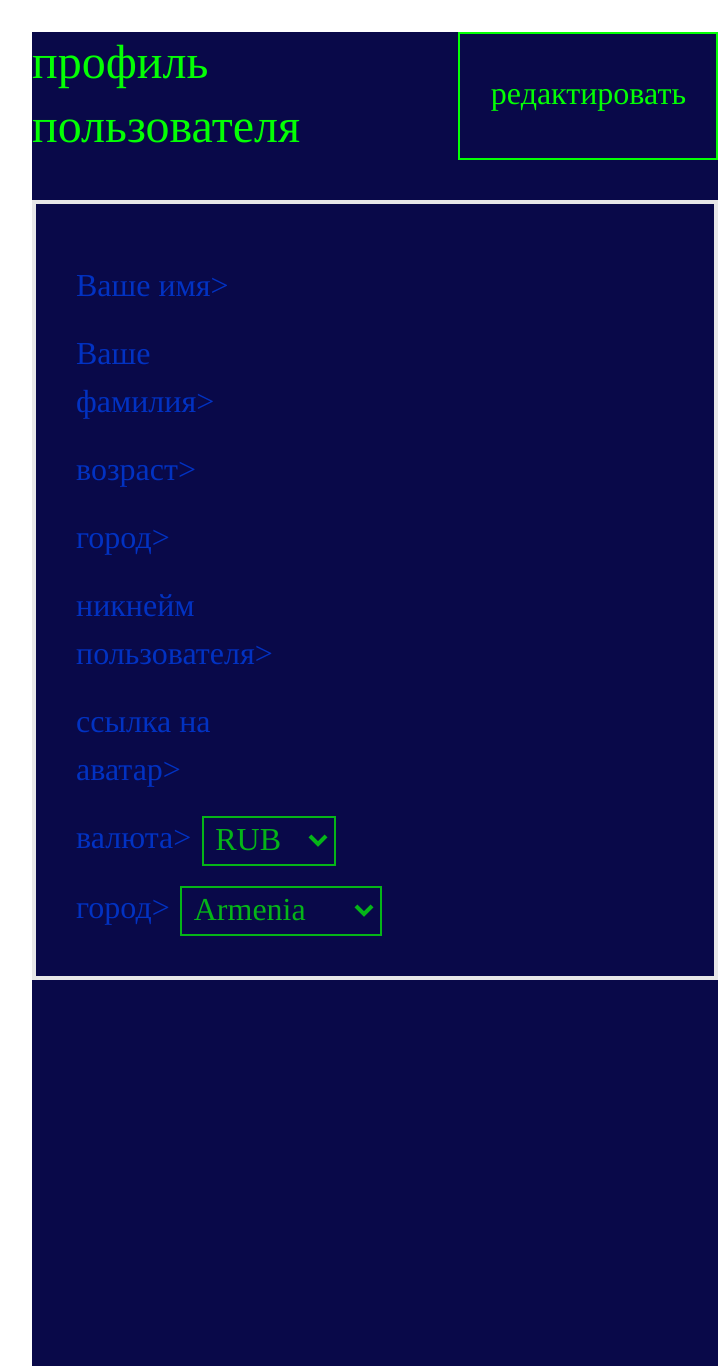 профиль
пользователя
редактировать
Ваше имя>
Ваше
фамилия>
возраст>
город>
никнейм
пользователя>
ссылка на
аватар>
валюта> RUB
город> Armenia